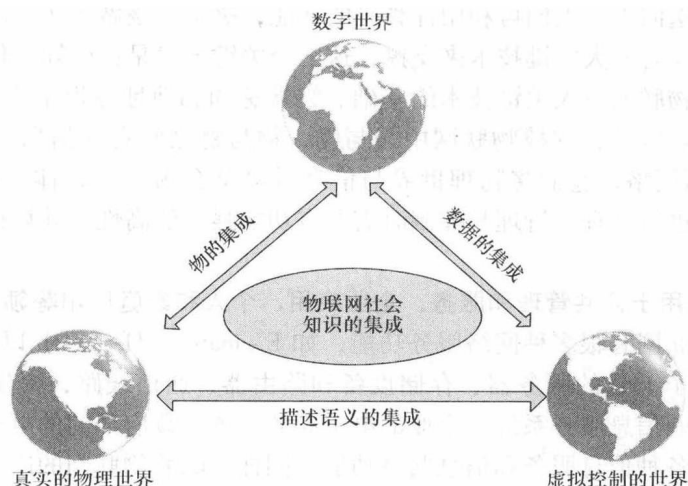 数字世界
物的集成
数据的集成
物联网社会
知识的集成
描述语义的集成
真实的物理世界
虚拟控制的世界